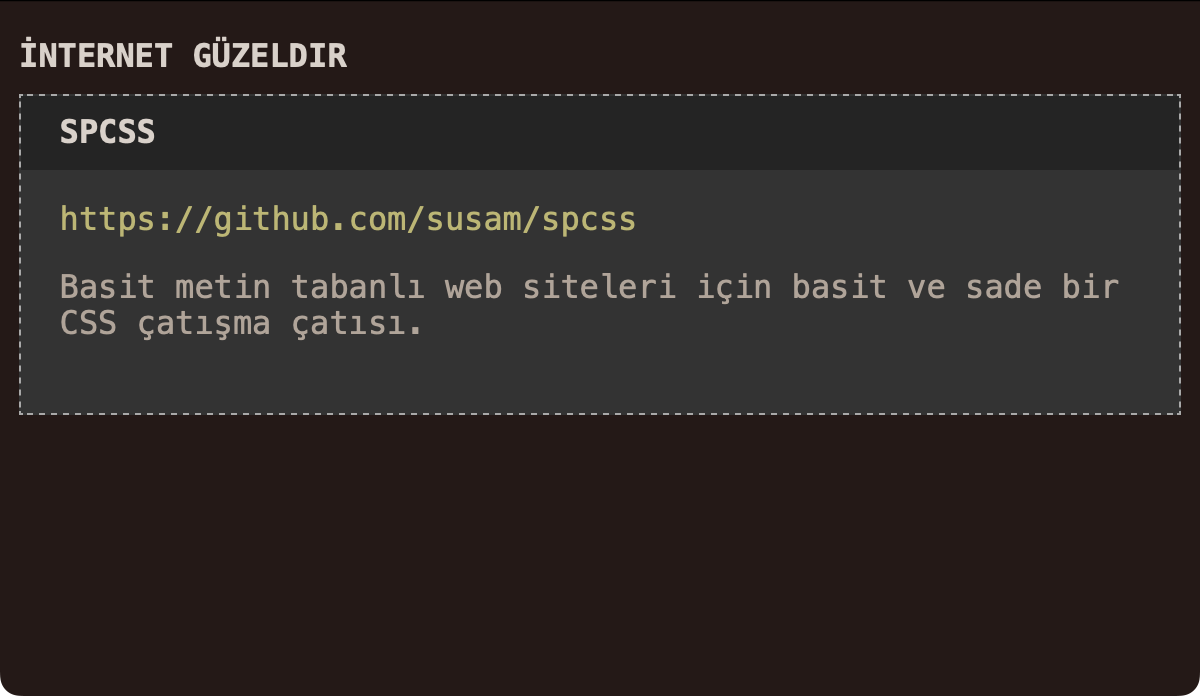 İNTERNET GÜZELDIR
SPCSS
https://github.com/susam/spcss
Basit metin tabanlı web siteleri için basit ve sade bir
CSS çatışma çatısı.